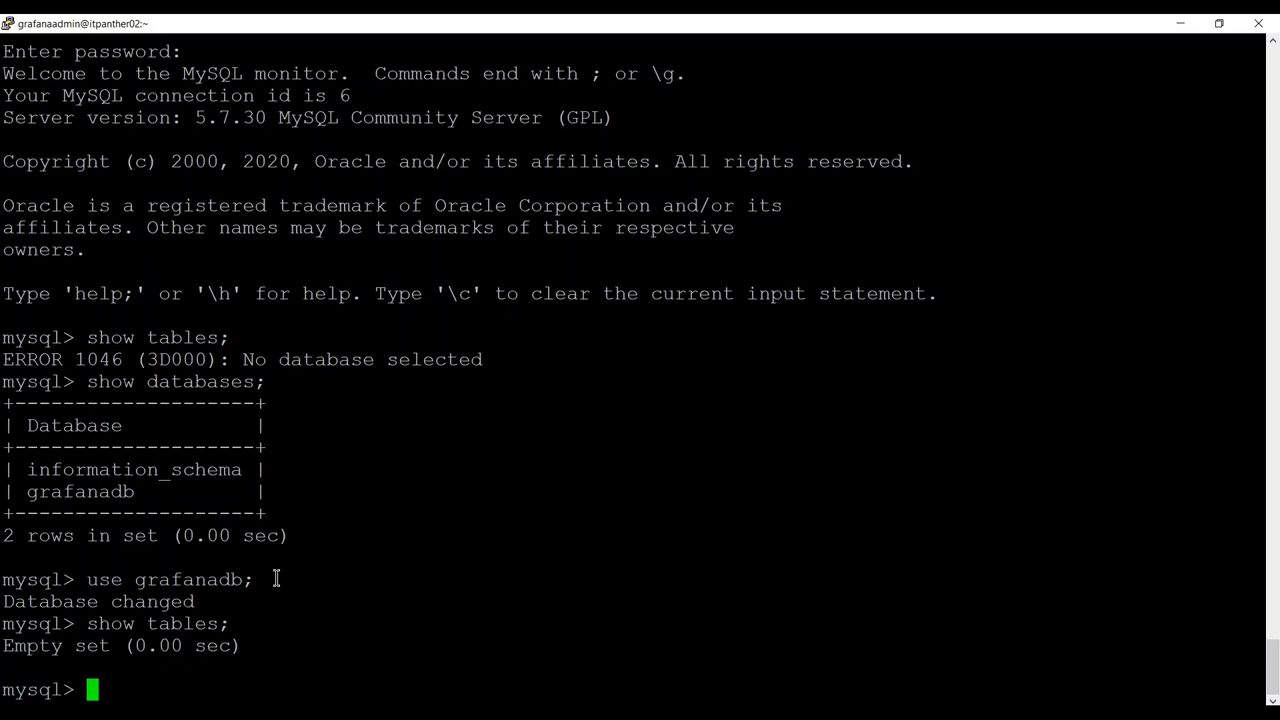 grafanaadmin@itpanther02:~
Enter password:
Welcome to the MySQL monitor.  Commands end with ; or \g.
Your MySQL connection id is 6
Server version: 5.7.30 MySQL Community Server (GPL)
Copyright (c) 2000, 2020, Oracle and/or its affiliates. All rights reserved.
Oracle is a registered trademark of Oracle Corporation and/or its
affiliates. Other names may be trademarks of their respective
owners.
Type 'help;' or '\h' for help. Type '\c' to clear the current input statement.
mysql> show tables;
ERROR 1046 (3D000): No database selected
mysql> show databases;
+--------------------+
| Database           |
+--------------------+
| information_schema |
| grafanadb          |
+--------------------+
2 rows in set (0.00 sec)
mysql> use grafanadb;
Database changed
mysql> show tables;
Empty set (0.00 sec)
mysql>